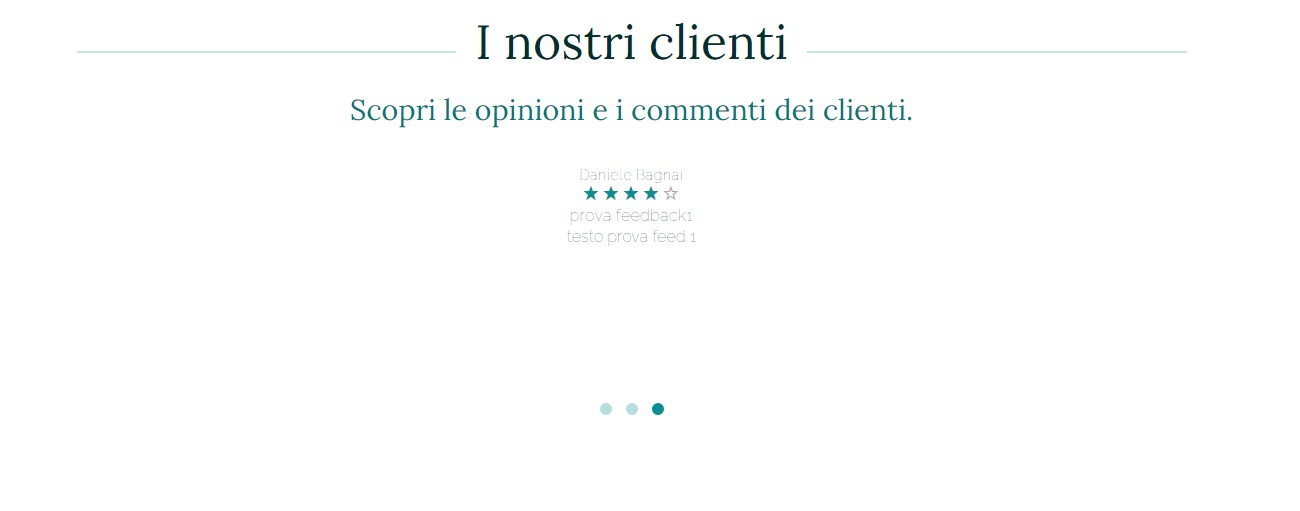 I nostri clienti
Scopri le opinioni e i commenti dei clienti.
Daniele Bagnai
prova feedback1
testo prova feed 1